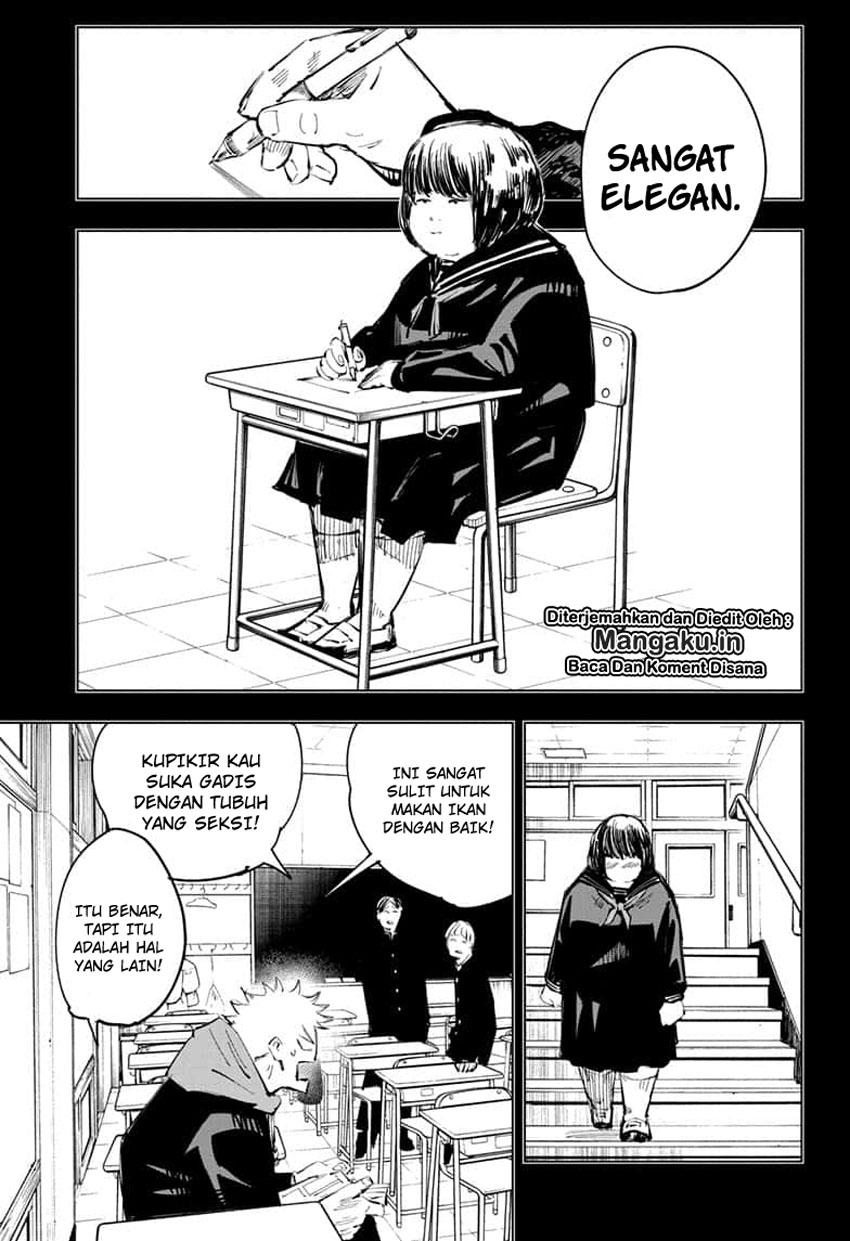 SANGAT
ELEGAN.
Diterjemahkan dan Diedit Oleh :
Mangaku.in
Baca Dan Koment Disana
INI SANGAT
SULIT UNTUK
MAKAN IKAN
DENGAN BAIK!
KUPIKIR KAU
SUKA GADIS
DENGAN TUBUH
YANG SEKSI!
ITU BENAR,
TAPI ITU
ADALAH HAL
YANG LAIN!